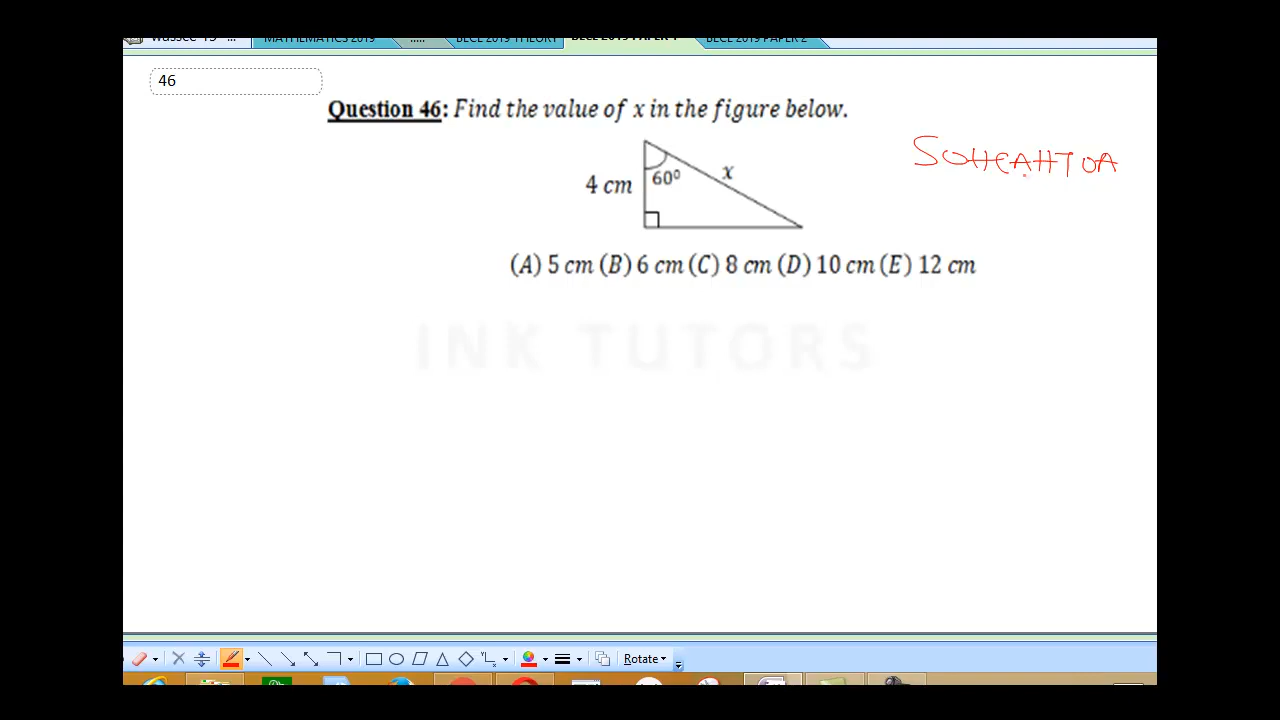 MATHEMATICS 2019 ..... BECE 2019 THEORY BECE 2019 PAPER 2
46
Question 46: Find the value of x in the figure below.
SOHCAHTOA
4 cm 60⁰ x
(A) 5 cm (B) 6 cm (C) 8 cm (D) 10 cm (E) 12 cm
INK TUTORS
Rotate